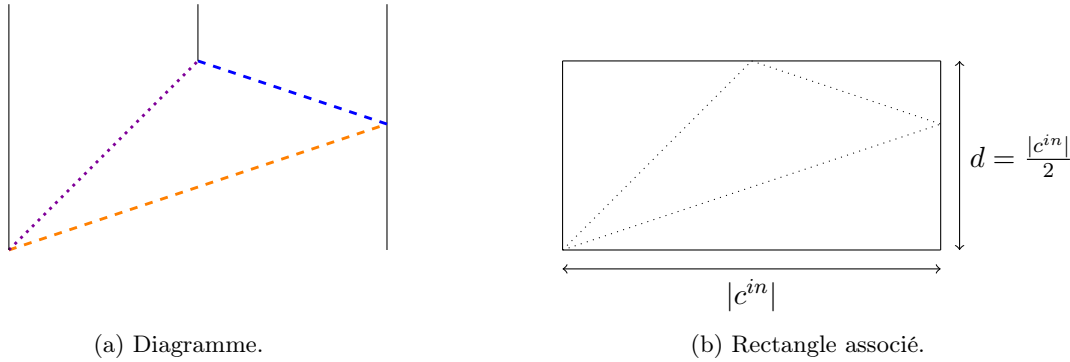 d = |c^{in}|/2
|c^{in}|
(a) Diagramme.
(b) Rectangle associé.